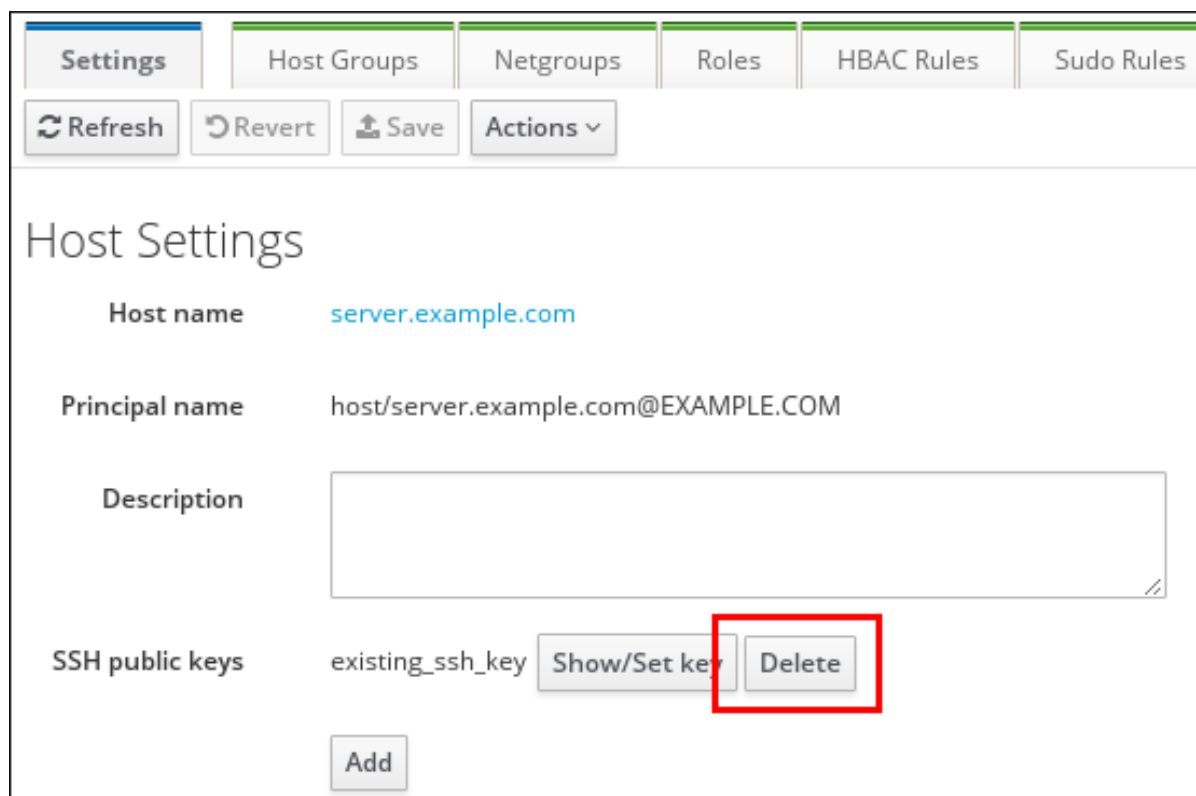 Settings Host Groups Netgroups Roles HBAC Rules Sudo Rules
Refresh Revert Save Actions
Host Settings
Host name server.example.com
Principal name host/server.example.com@EXAMPLE.COM
Description
SSH public keys existing_ssh_key Show/Set key Delete
Add